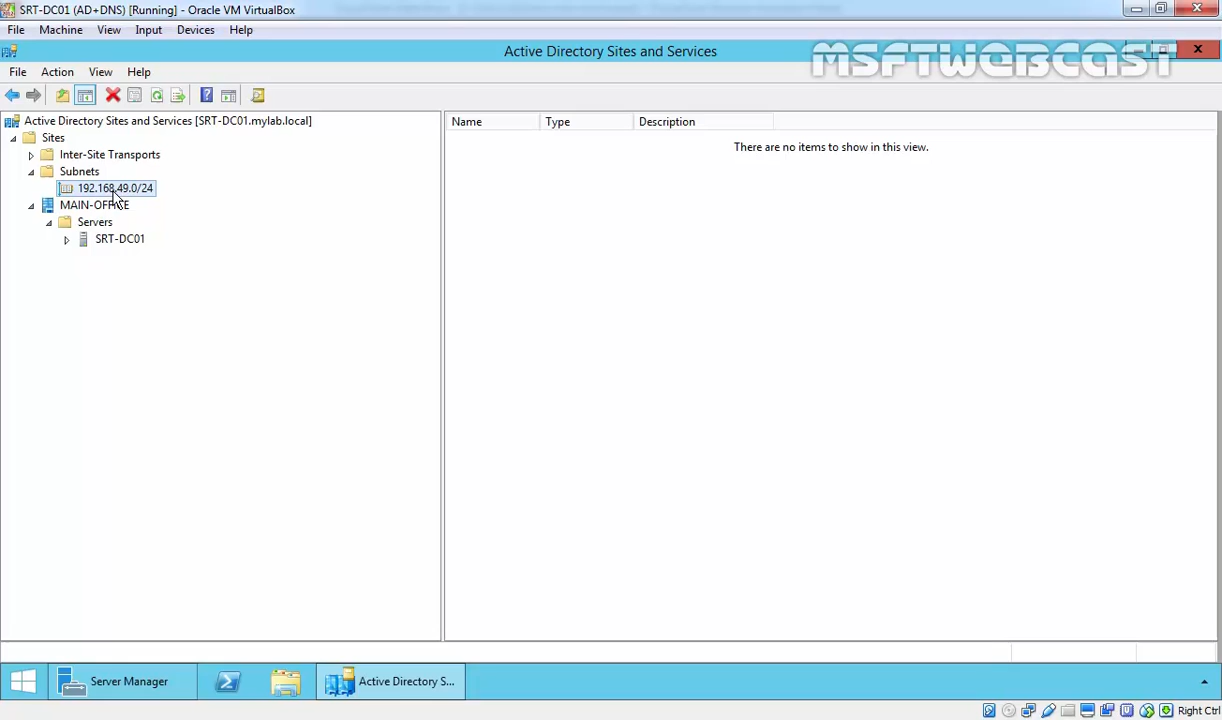 SRT-DC01 (AD+DNS) [Running] - Oracle VM VirtualBox
File Machine View Input Devices Help
Active Directory Sites and Services
MSFTWEBCAST
File Action View Help
Active Directory Sites and Services [SRT-DC01.mylab.local]
Sites
Inter-Site Transports
Subnets
192.168.49.0/24
MAIN-OFFICE
Servers
SRT-DC01
Name Type Description
There are no items to show in this view.
Server Manager
Active Directory S...
Right Ctrl